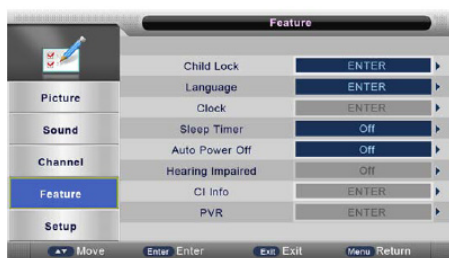 Feature
Child Lock ENTER
Language ENTER
Clock ENTER
Sleep Timer Off
Auto Power Off Off
Hearing Impaired Off
CI Info ENTER
PVR ENTER
Picture
Sound
Channel
Feature
Setup
Move Enter Enter Exit Exit Menu Return